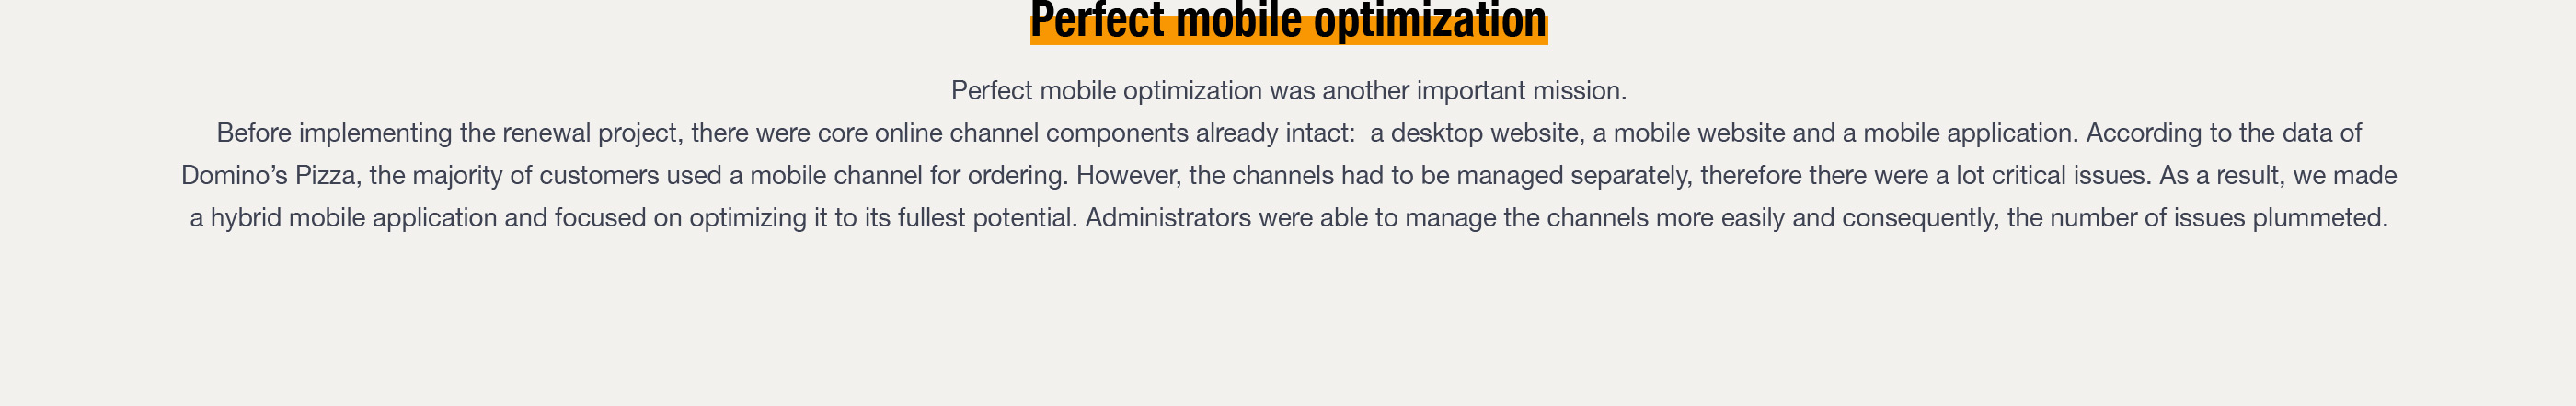 Perfect mobile optimization
Perfect mobile optimization was another important mission.
Before implementing the renewal project, there were core online channel components already intact:  a desktop website, a mobile website and a mobile application. According to the data of
Domino’s Pizza, the majority of customers used a mobile channel for ordering. However, the channels had to be managed separately, therefore there were a lot critical issues. As a result, we made
a hybrid mobile application and focused on optimizing it to its fullest potential. Administrators were able to manage the channels more easily and consequently, the number of issues plummeted.